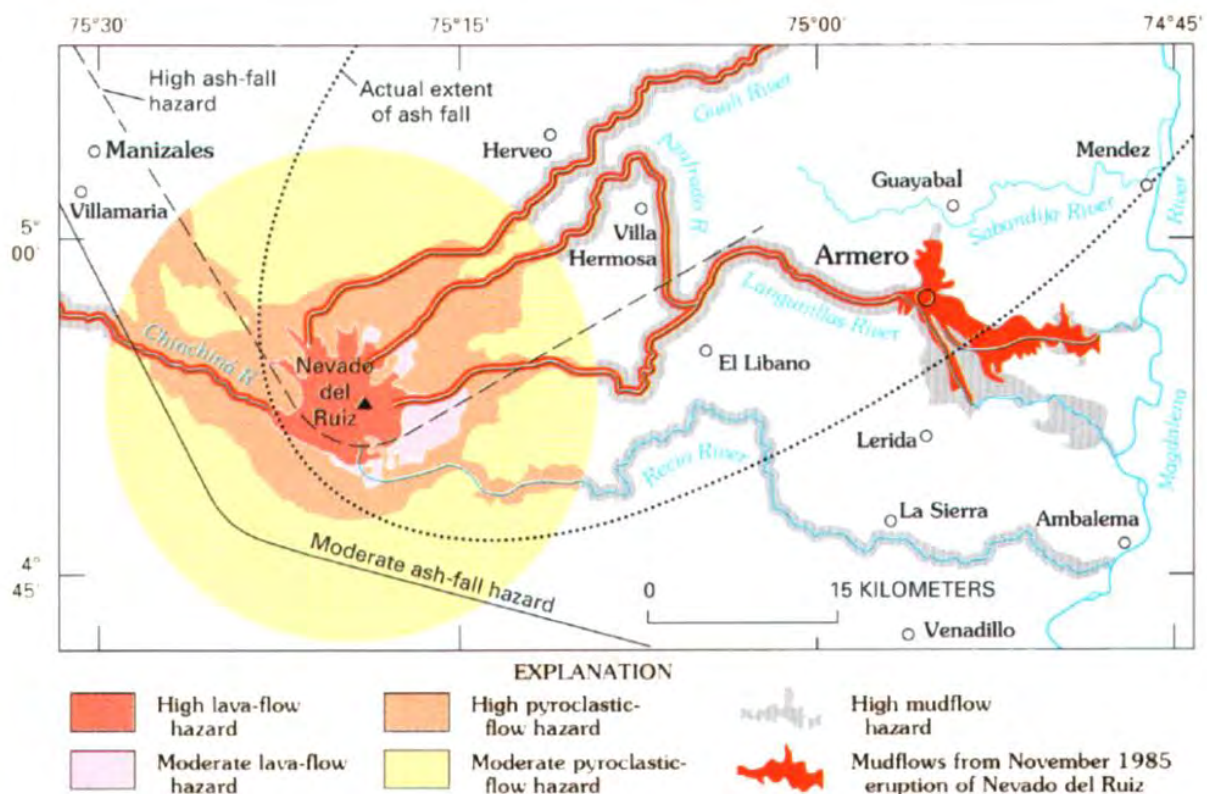 75°30' 75°15' 75°00' 74°45'
High ash-fall
hazard
Actual extent
of ash fall
Guali River
Manizales
Herveo
Azufrado R
Mendez
Villamaria
Guayabal
Sabandija River
River
5°
00'
Villa
Hermosa
Armero
Langunillas River
Chinchiná R
Nevado
del
Ruiz
El Libano
Magdalena
Lerida
Recio River
La Sierra
Ambalema
Moderate ash-fall hazard
4°
45'
0 15 KILOMETERS
Venadillo
EXPLANATION
High lava-flow
hazard
High pyroclastic-
flow hazard
High mudflow
hazard
Moderate lava-flow
hazard
Moderate pyroclastic-
flow hazard
Mudflows from November 1985
eruption of Nevado del Ruiz